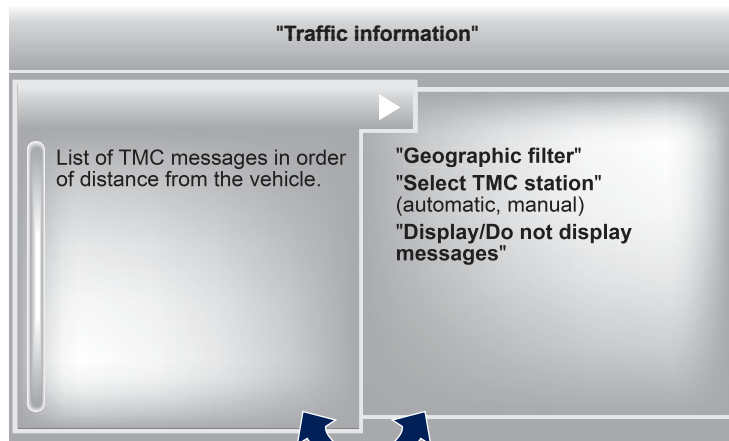 "Traffic information"
List of TMC messages in order
of distance from the vehicle.
"Geographic filter"
"Select TMC station"
(automatic, manual)
"Display/Do not display
messages"